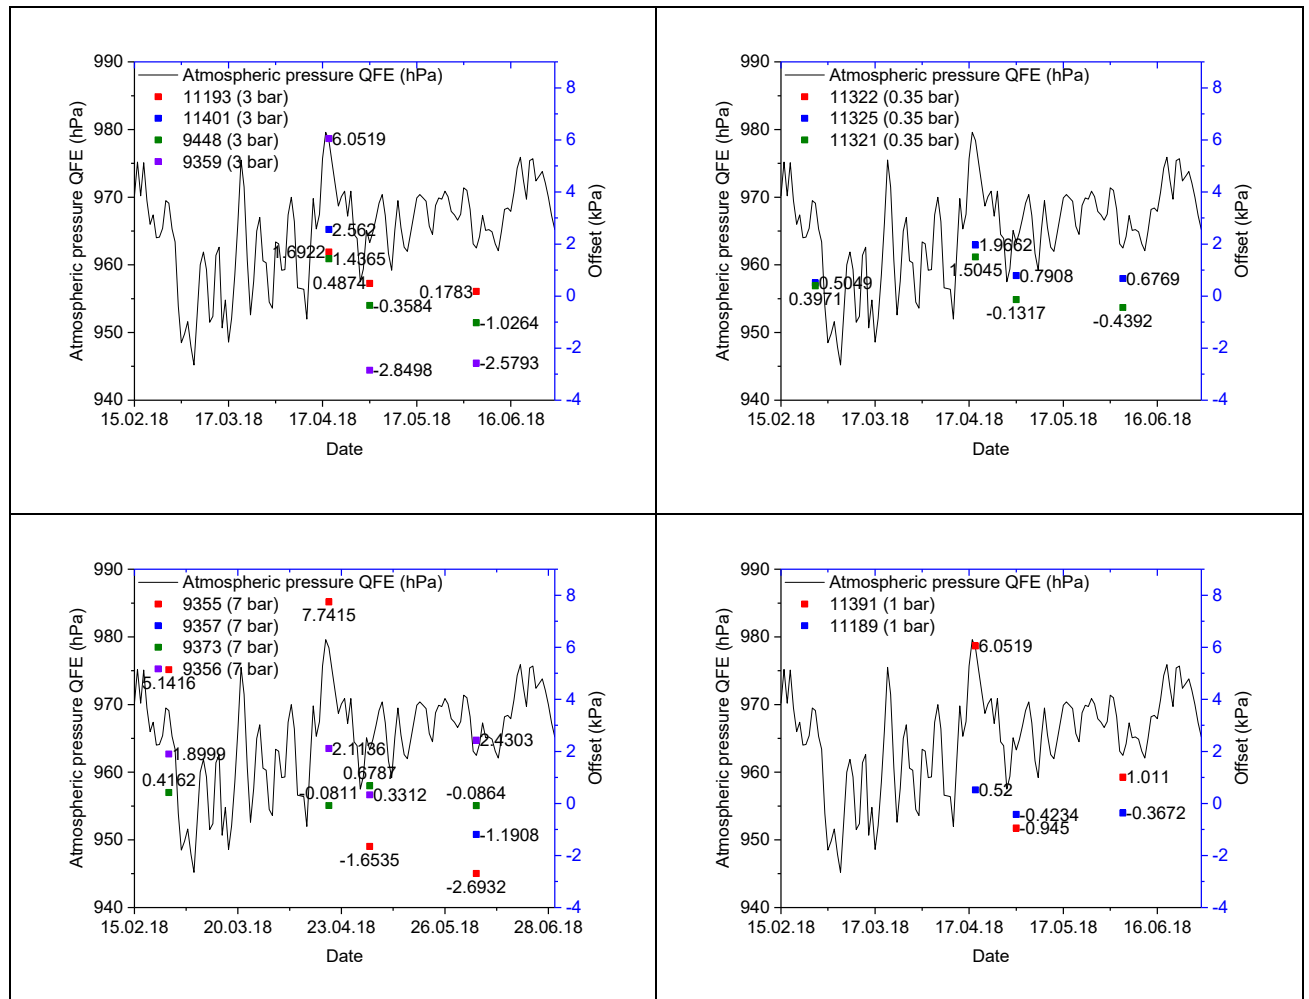 990
Atmospheric pressure QFE (hPa)
11193 (3 bar)
11401 (3 bar)
9448 (3 bar)
9359 (3 bar)
8
980
6.0519
6
970
4
2.562
2
1.6922
1.4365
960
0.4874
0.1783
0
-0.3584
-1.0264
950
-2
-2.5793
-2.8498
940
-4
15.02.18 17.03.18 17.04.18 17.05.18 16.06.18
Date
Atmospheric pressure QFE (hPa)
Offset (kPa)
990
Atmospheric pressure QFE (hPa)
11322 (0.35 bar)
11325 (0.35 bar)
11321 (0.35 bar)
8
980
6
970
4
1.9662
2
1.5045
960
0.5049
0.3971
0.7908
0.6769
0
-0.1317
-0.4392
950
-2
940
-4
15.02.18 17.03.18 17.04.18 17.05.18 16.06.18
Date
Atmospheric pressure QFE (hPa)
Offset (kPa)
990
Atmospheric pressure QFE (hPa)
9355 (7 bar)
9357 (7 bar)
9373 (7 bar)
9356 (7 bar)
8
7.7415
980
6
5.1416
970
4
2.4303
2.1136
2
1.8999
960
0.6787
0.4162
0.3312
-0.0811
-0.0864
0
-1.1908
950
-1.6535
-2
-2.6932
940
-4
15.02.18 20.03.18 23.04.18 26.05.18 28.06.18
Date
Atmospheric pressure QFE (hPa)
Offset (kPa)
990
Atmospheric pressure QFE (hPa)
11391 (1 bar)
11189 (1 bar)
8
980
6.0519
6
970
4
2
960
1.011
0.52
0
-0.4234
-0.3672
-0.945
950
-2
940
-4
15.02.18 17.03.18 17.04.18 17.05.18 16.06.18
Date
Atmospheric pressure QFE (hPa)
Offset (kPa)